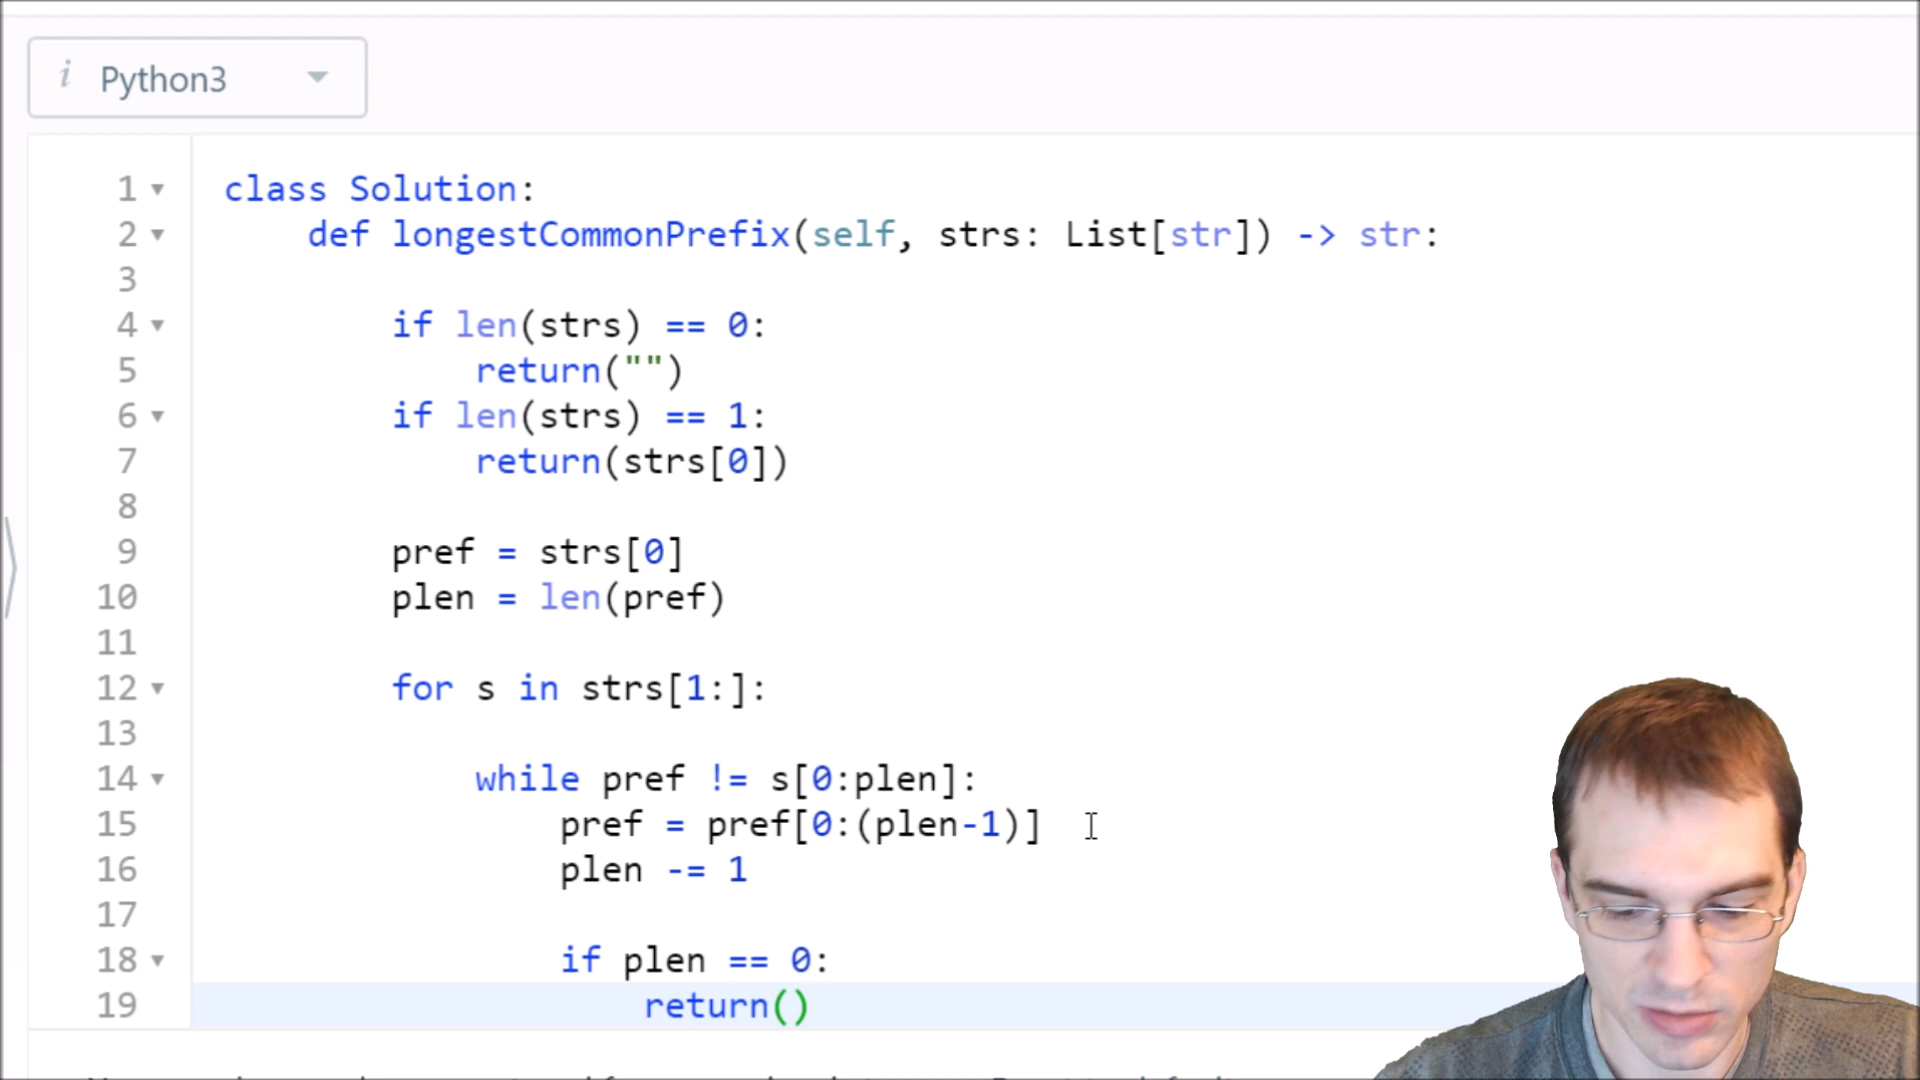 i Python3
1 class Solution:
2 def longestCommonPrefix(self, strs: List[str]) -> str:
3
4 if len(strs) == 0:
5 return("")
6 if len(strs) == 1:
7 return(strs[0])
8
9 pref = strs[0]
10 plen = len(pref)
11
12 for s in strs[1:]:
13
14 while pref != s[0:plen]:
15 pref = pref[0:(plen-1)]
16 plen -= 1
17
18 if plen == 0:
19 return()